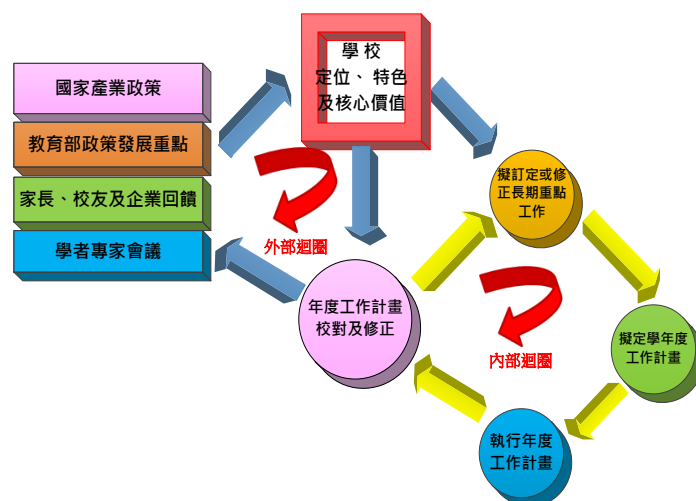 學 校
定位、 特色
及核心價值
國家產業政策
教育部政策發展重點
家長、校友及企業回饋
學者專家會議
外部迴圈
擬訂定或修
正長期重點
工作
年度工作計畫
校對及修正
內部迴圈
擬定學年度
工作計畫
執行年度
工作計畫